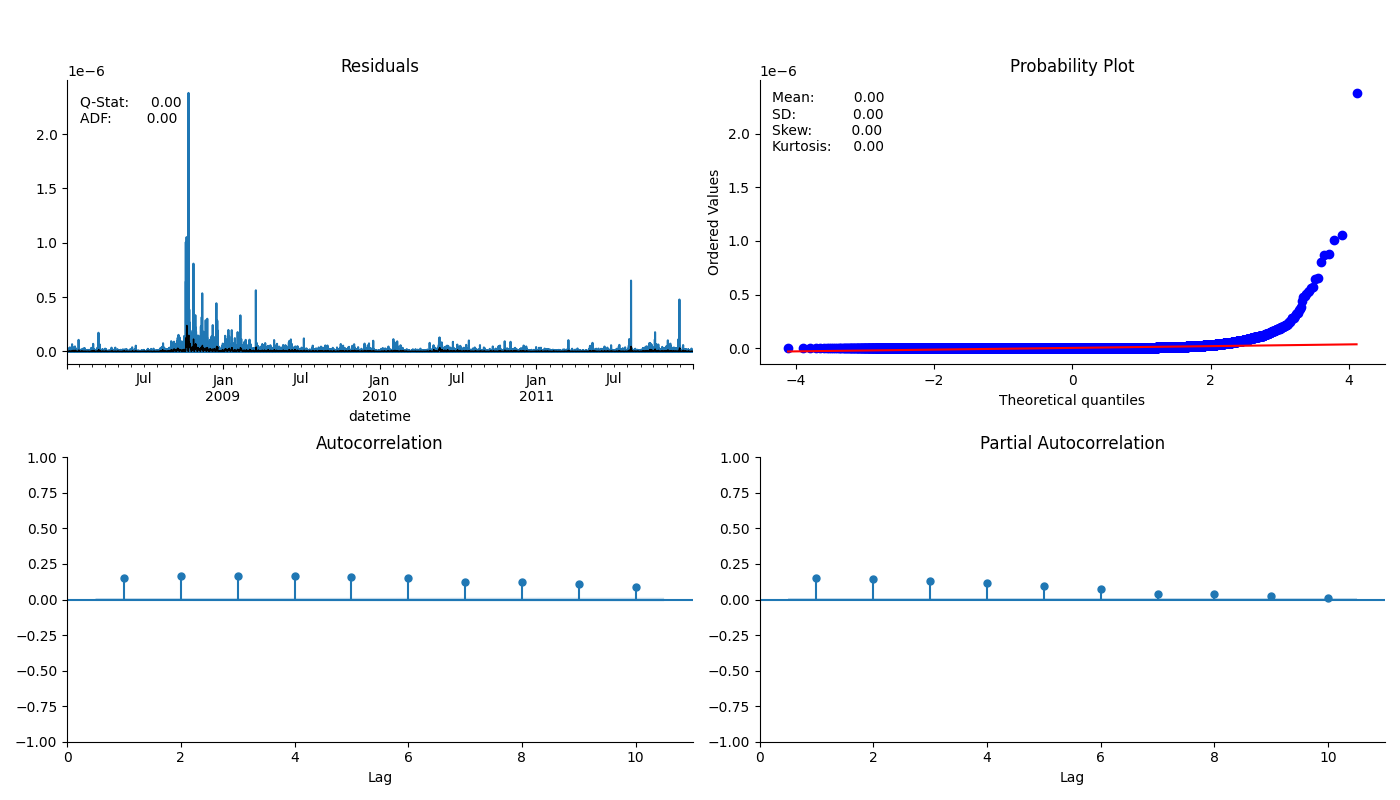 Residuals
1e−6
Q-Stat: 0.00
ADF: 0.00
2.0
1.5
1.0
0.5
0.0
Jul Jan Jul Jan Jul Jan Jul
2009 2010 2011
datetime
Probability Plot
1e−6
Mean: 0.00
SD: 0.00
Skew: 0.00
Kurtosis: 0.00
Ordered Values
2.0
1.5
1.0
0.5
0.0
−4 −2 0 2 4
Theoretical quantiles
Autocorrelation
1.00
0.75
0.50
0.25
0.00
−0.25
−0.50
−0.75
−1.00
0 2 4 6 8 10
Lag
Partial Autocorrelation
1.00
0.75
0.50
0.25
0.00
−0.25
−0.50
−0.75
−1.00
0 2 4 6 8 10
Lag